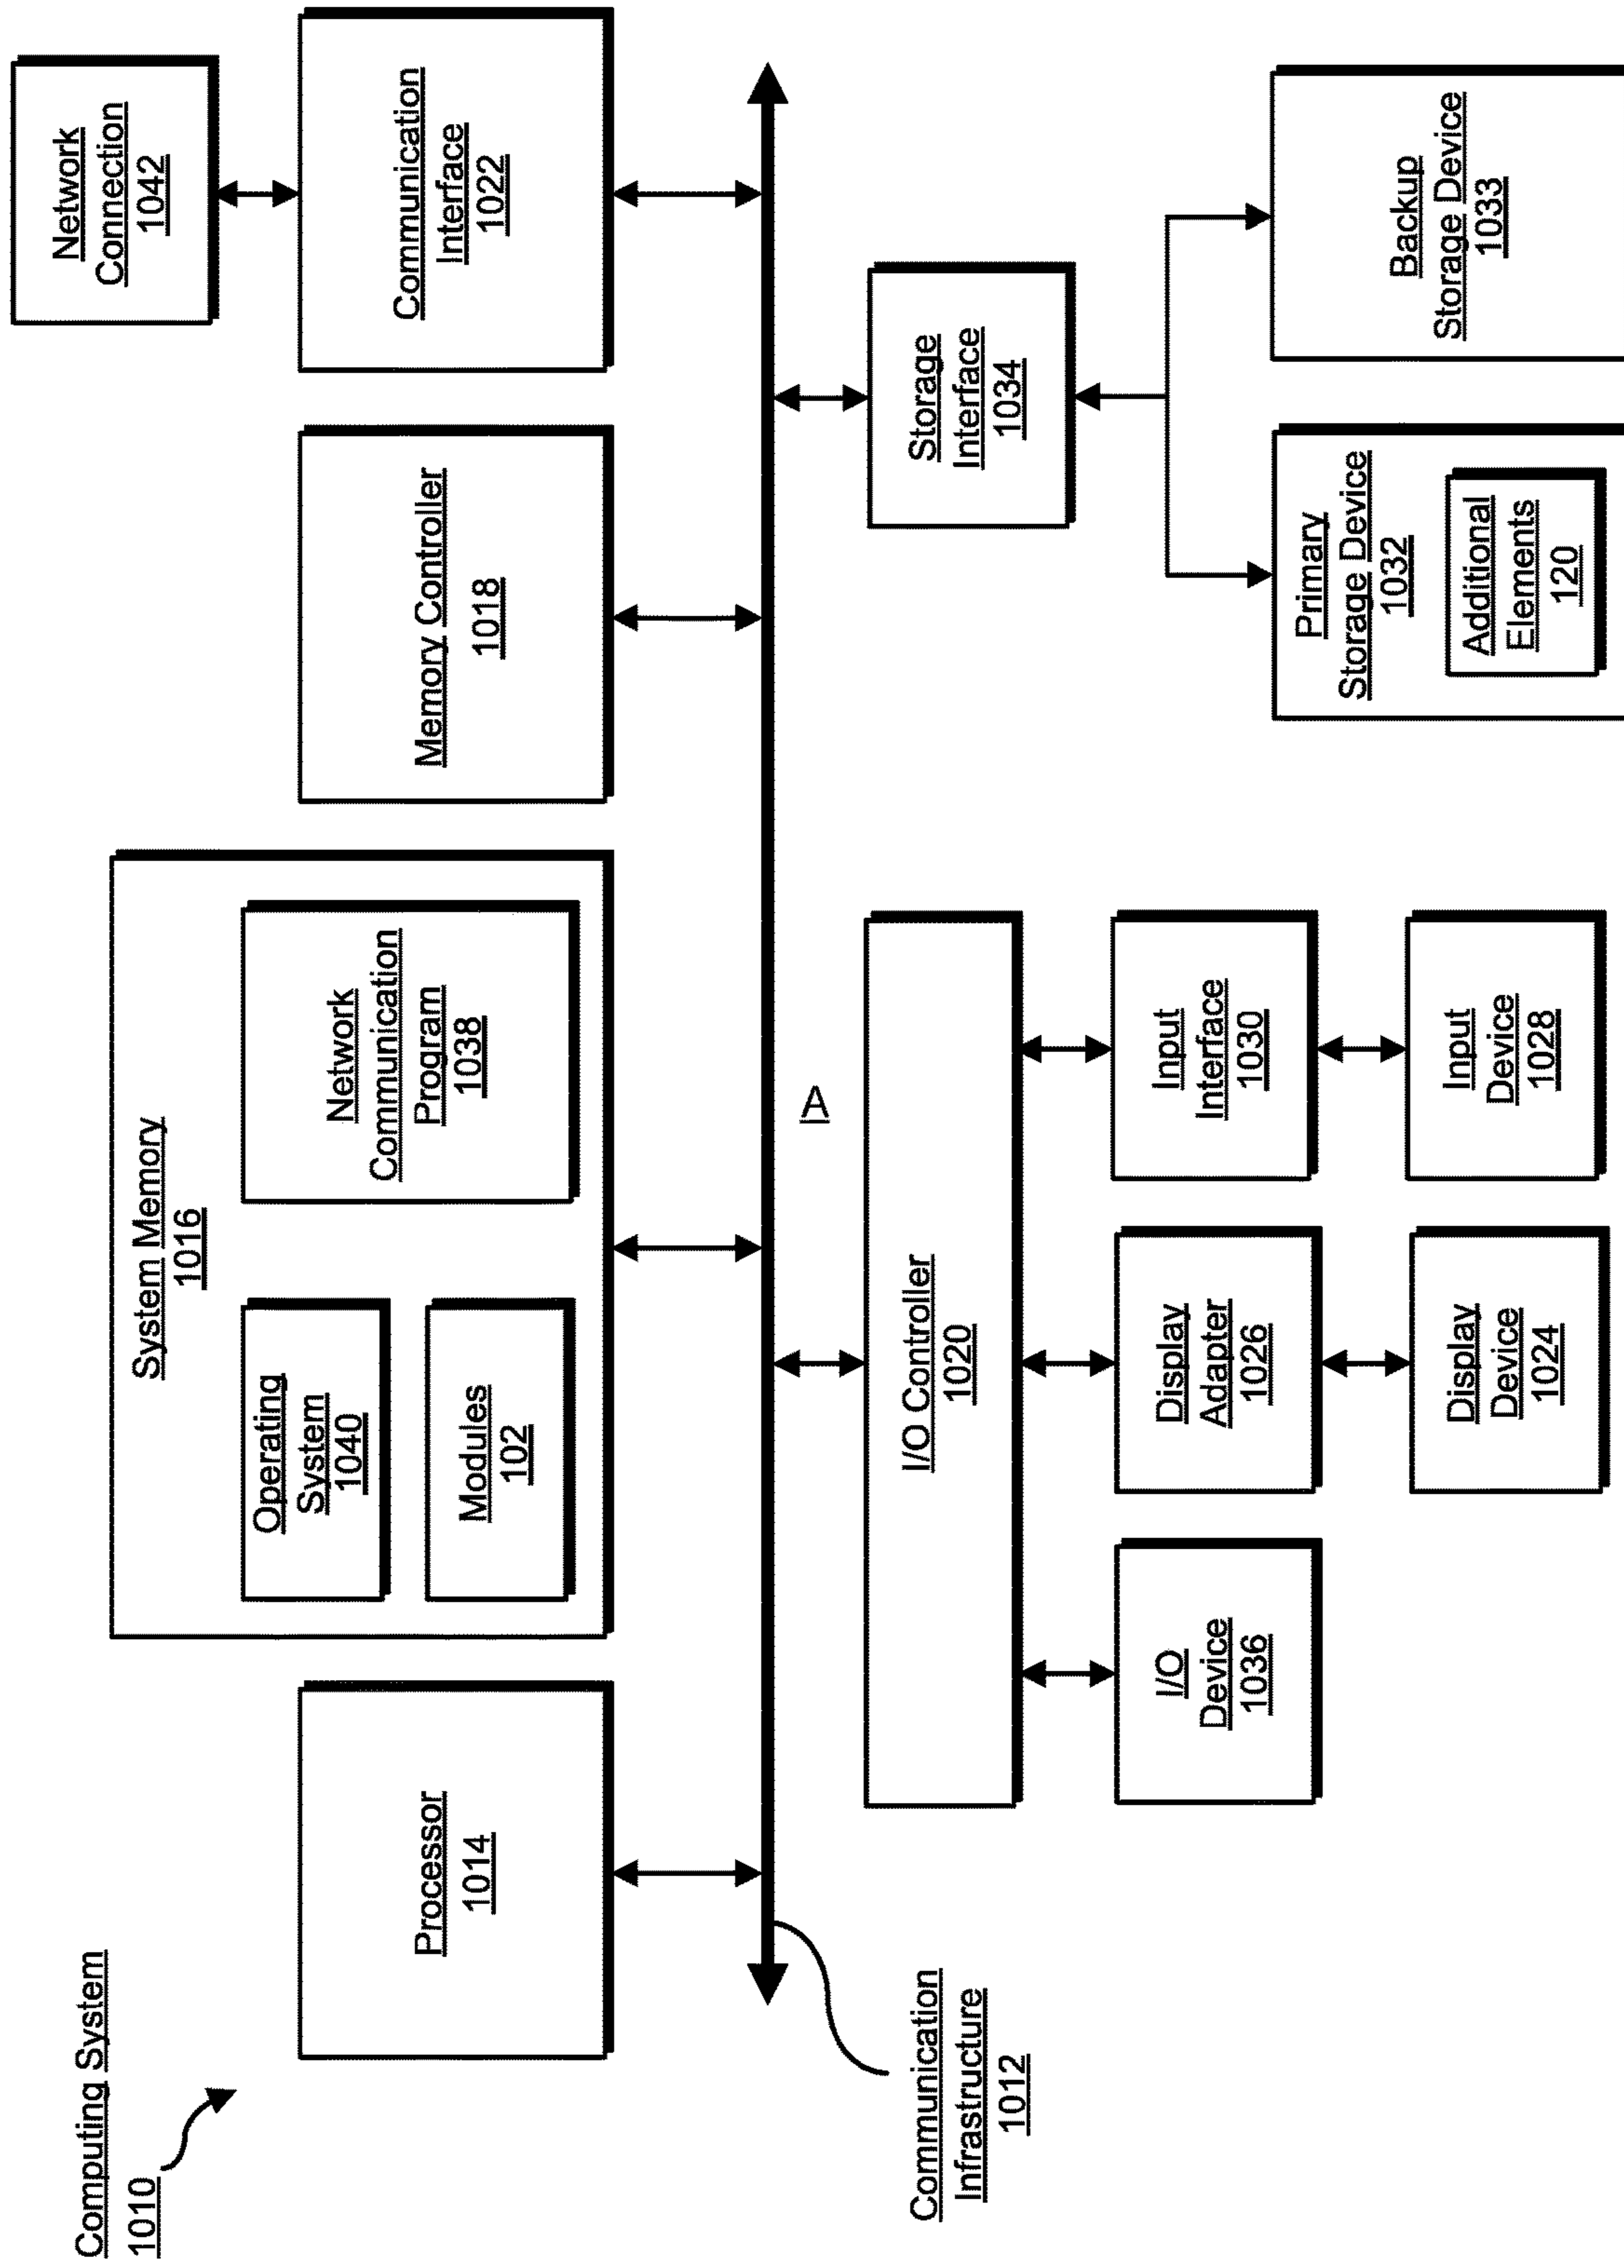 Computing System
1010
Processor
1014
System Memory
1016
Operating
System
1040
Modules
102
Network
Communication
Program
1038
Memory Controller
1018
Communication
Interface
1022
Network
Connection
1042
Communication
Infrastructure
1012
A
I/O Controller
1020
I/O
Device
1036
Display
Adapter
1026
Input
Interface
1030
Display
Device
1024
Input
Device
1028
Storage
Interface
1034
Primary
Storage Device
1032
Additional
Elements
120
Backup
Storage Device
1033